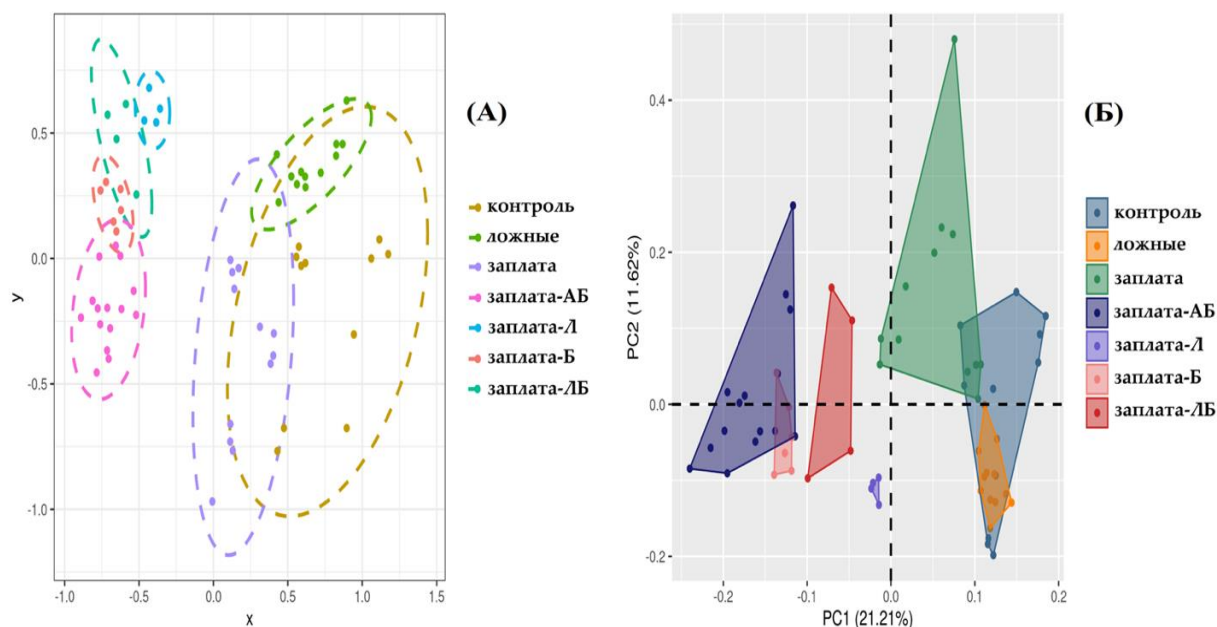 (А)
0.5
0.0
-0.5
-1.0
y
-1.0 -0.5 0.0 0.5 1.0 1.5
x
контроль
ложные
заплата
заплата-АБ
заплата-Л
заплата-Б
заплата-ЛБ
(Б)
0.4
0.2
0.0
-0.2
PC2 (11.62%)
-0.2 -0.1 0.0 0.1 0.2
PC1 (21.21%)
контроль
ложные
заплата
заплата-АБ
заплата-Л
заплата-Б
заплата-ЛБ